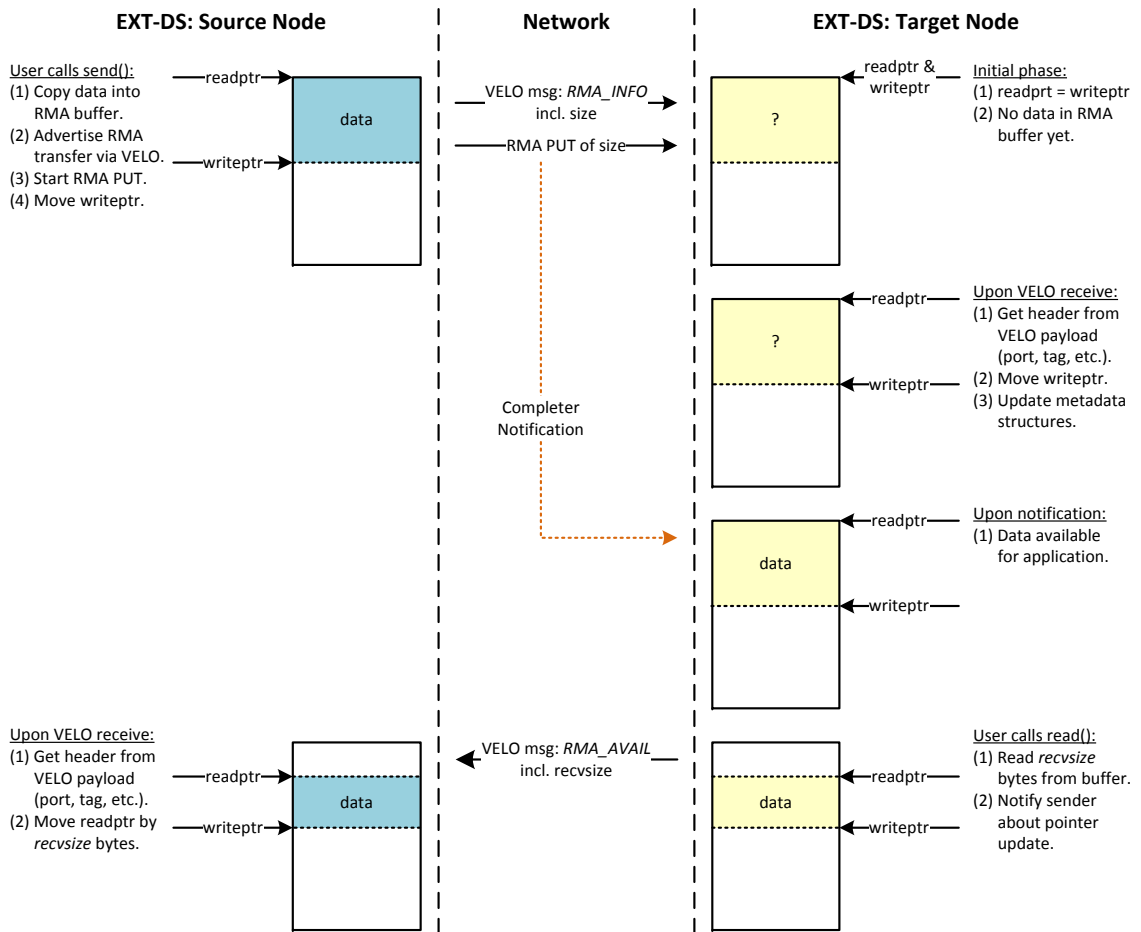 EXT-DS: Source Node
Network
EXT-DS: Target Node
User calls send():
(1) Copy data into
RMA buffer.
(2) Advertise RMA
transfer via VELO.
(3) Start RMA PUT.
(4) Move writeptr.
readptr
writeptr
data
VELO msg: RMA_INFO
incl. size
RMA PUT of size
?
readptr &
writeptr
Initial phase:
(1) readprt = writeptr
(2) No data in RMA
buffer yet.
?
readptr
writeptr
Upon VELO receive:
(1) Get header from
VELO payload
(port, tag, etc.).
(2) Move writeptr.
(3) Update metadata
structures.
Completer
Notification
data
readptr
writeptr
Upon notification:
(1) Data available
for application.
Upon VELO receive:
(1) Get header from
VELO payload
(port, tag, etc.).
(2) Move readptr by
recvsize bytes.
readptr
writeptr
data
VELO msg: RMA_AVAIL
incl. recvsize
data
readptr
writeptr
User calls read():
(1) Read recvsize
bytes from buffer.
(2) Notify sender
about pointer
update.